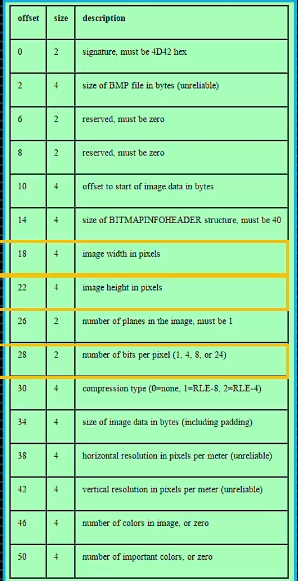 offset size description
0 2 signature, must be 4D42 hex
2 4 size of BMP file in bytes (unreliable)
6 2 reserved, must be zero
8 2 reserved, must be zero
10 4 offset to start of image data in bytes
14 4 size of BITMAPINFOHEADER structure, must be 40
18 4 image width in pixels
22 4 image height in pixels
26 2 number of planes in the image, must be 1
28 2 number of bits per pixel (1, 4, 8, or 24)
30 4 compression type (0=none, 1=RLE-8, 2=RLE-4)
34 4 size of image data in bytes (including padding)
38 4 horizontal resolution in pixels per meter (unreliable)
42 4 vertical resolution in pixels per meter (unreliable)
46 4 number of colors in image, or zero
50 4 number of important colors, or zero